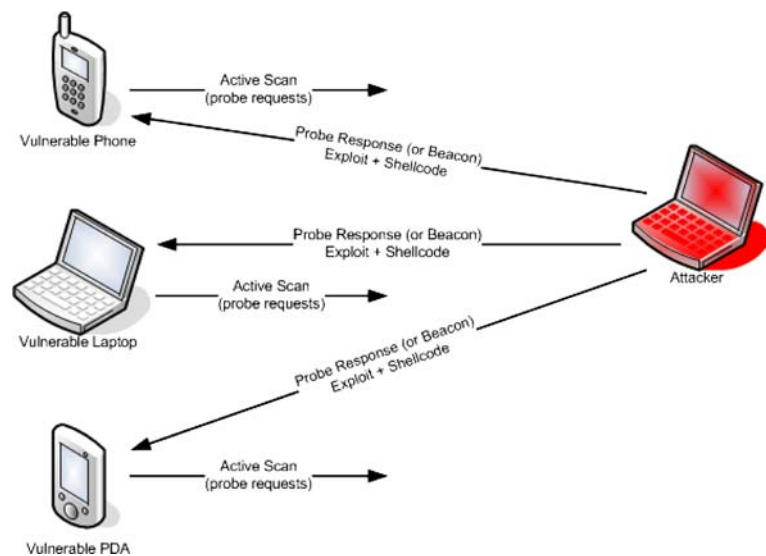 Active Scan
(probe requests)
Vulnerable Phone
Probe Response (or Beacon)
Exploit + Shellcode
Probe Response (or Beacon)
Exploit + Shellcode
Attacker
Active Scan
(probe requests)
Vulnerable Laptop
Probe Response (or Beacon)
Exploit + Shellcode
Active Scan
(probe requests)
Vulnerable PDA